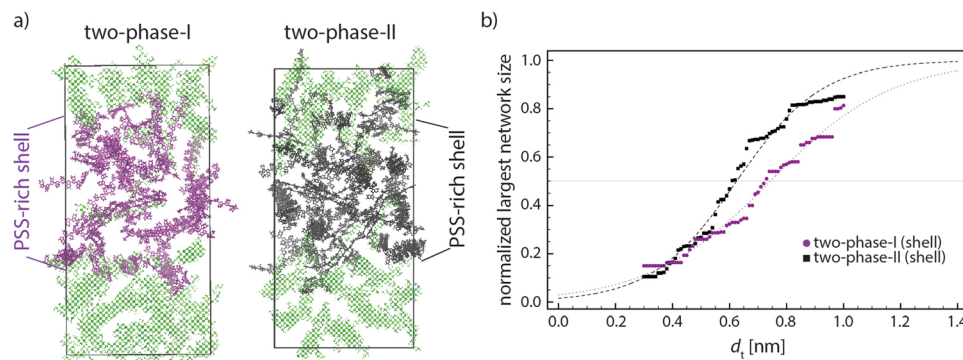 a)
two-phase-I
two-phase-II
PSS-rich shell
PSS-rich shell
b)
normalized largest network size
1.0
0.8
0.6
0.4
0.2
0.0
two-phase-I (shell)
two-phase-II (shell)
0.0 0.2 0.4 0.6 0.8 1.0 1.2 1.4
dt [nm]